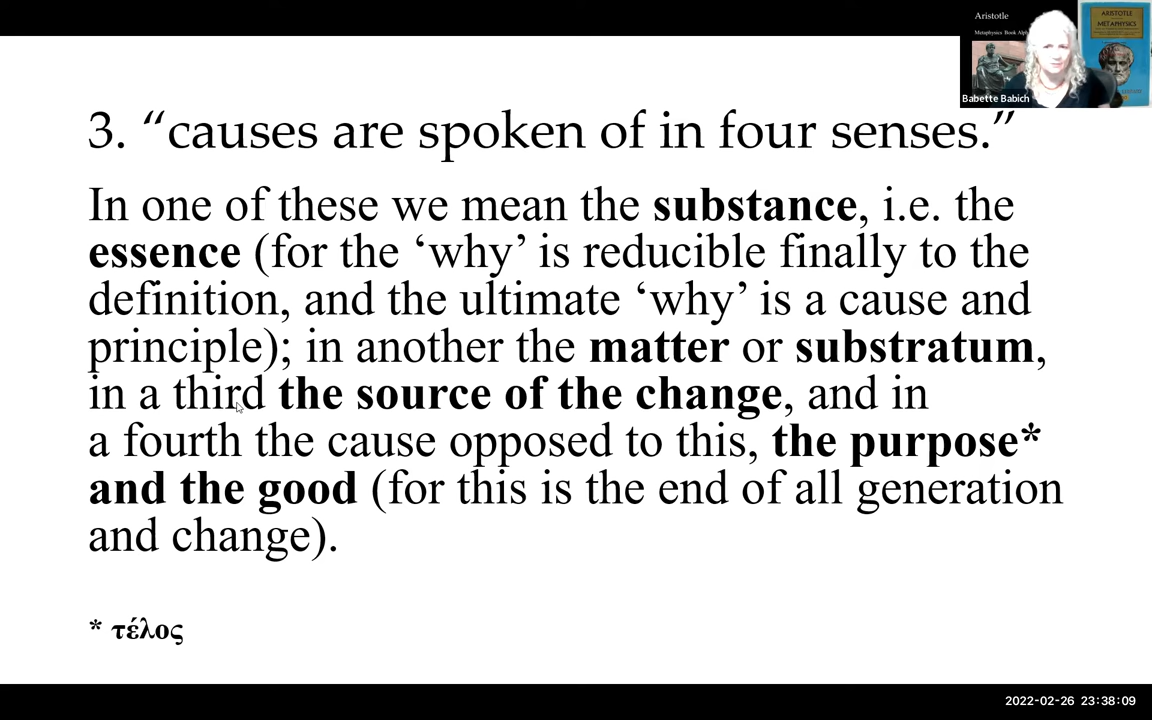 Aristotle
Metaphysics Book Alph
ARISTOTLE
METAPHYSICS
Babette Babich
3. “causes are spoken of in four senses.”
In one of these we mean the substance, i.e. the
essence (for the ‘why’ is reducible finally to the
definition, and the ultimate ‘why’ is a cause and
principle); in another the matter or substratum,
in a third the source of the change, and in
a fourth the cause opposed to this, the purpose*
and the good (for this is the end of all generation
and change).
* τέλος
2022-02-26 23:38:09